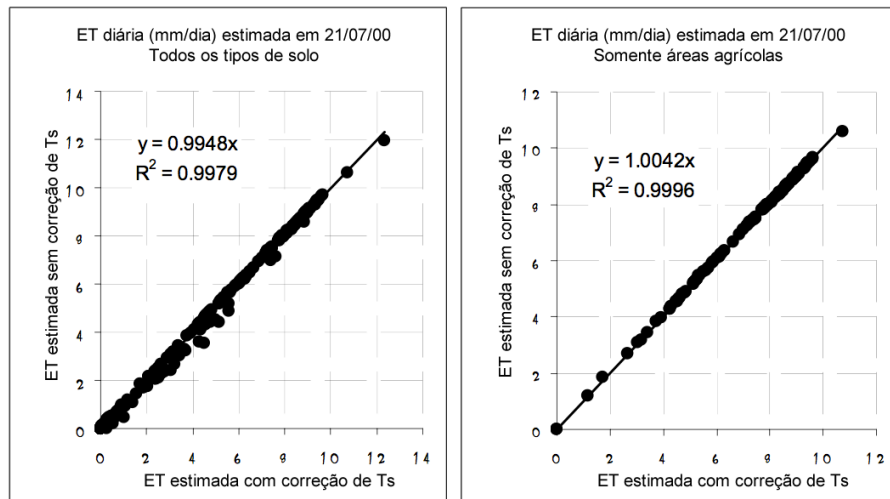 ET diária (mm/dia) estimada em 21/07/00
Todos os tipos de solo
ET estimada sem correção de Ts
14
12
10
8
6
4
2
0
y = 0.9948x
R² = 0.9979
0 2 4 6 8 10 12 14
ET estimada com correção de Ts
ET diária (mm/dia) estimada em 21/07/00
Somente áreas agrícolas
ET estimada sem correção de Ts
12
10
8
6
4
2
0
y = 1.0042x
R² = 0.9996
0 2 4 6 8 10 12
ET estimada com correção de Ts